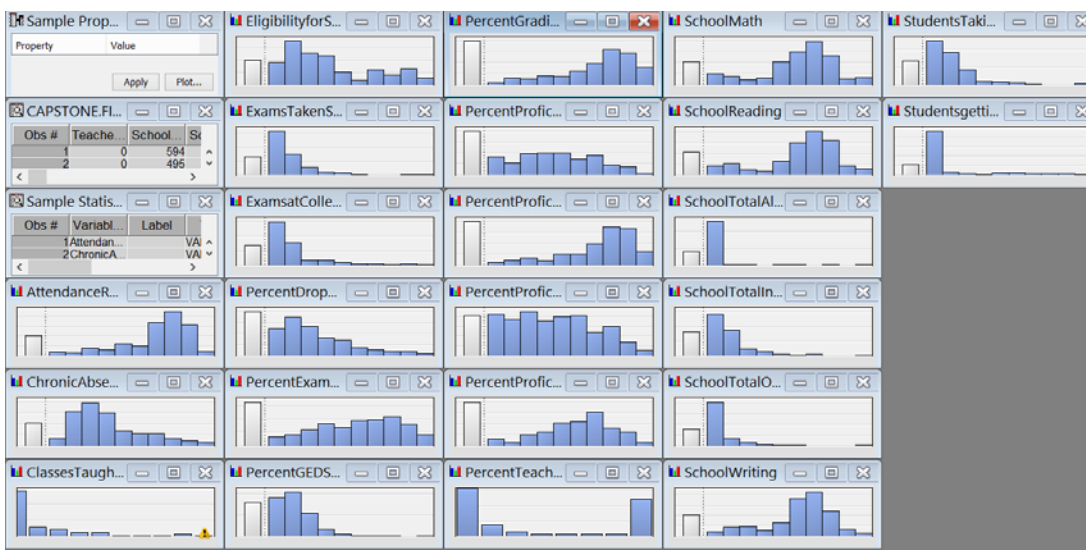 Sample Prop...
EligibilityforS...
PercentGradi...
SchoolMath
StudentsTaki...
Property Value
Apply Plot...
CAPSTONE.FI...
ExamsTakenS...
PercentProfic...
SchoolReading
Studentsgetti...
Obs # Teache... School...
1 0 594
2 0 495
Sample Statis...
ExamsatColle...
PercentProfic...
SchoolTotalAl...
Obs # Variabl... Label
1 Attendan... VAI
2 ChronicA... VAI
AttendanceR...
PercentDrop...
PercentProfic...
SchoolTotalIn...
ChronicAbse...
PercentExam...
PercentProfic...
SchoolTotalO...
ClassesTaugh...
PercentGEDS...
PercentTeach...
SchoolWriting